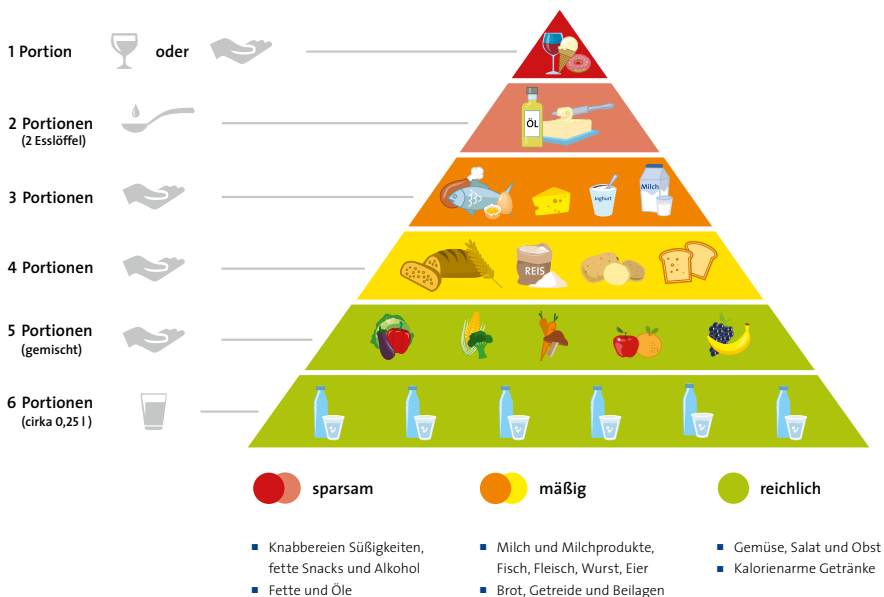 1 Portion
oder
2 Portionen
(2 Esslöffel)
ÖL
3 Portionen
Joghurt
Milch
4 Portionen
REIS
5 Portionen
(gemischt)
6 Portionen
(cirka 0,25 l )
sparsam
mäßig
reichlich
Knabbereien Süßigkeiten,
fette Snacks und Alkohol
Fette und Öle
Milch und Milchprodukte,
Fisch, Fleisch, Wurst, Eier
Brot, Getreide und Beilagen
Gemüse, Salat und Obst
Kalorienarme Getränke